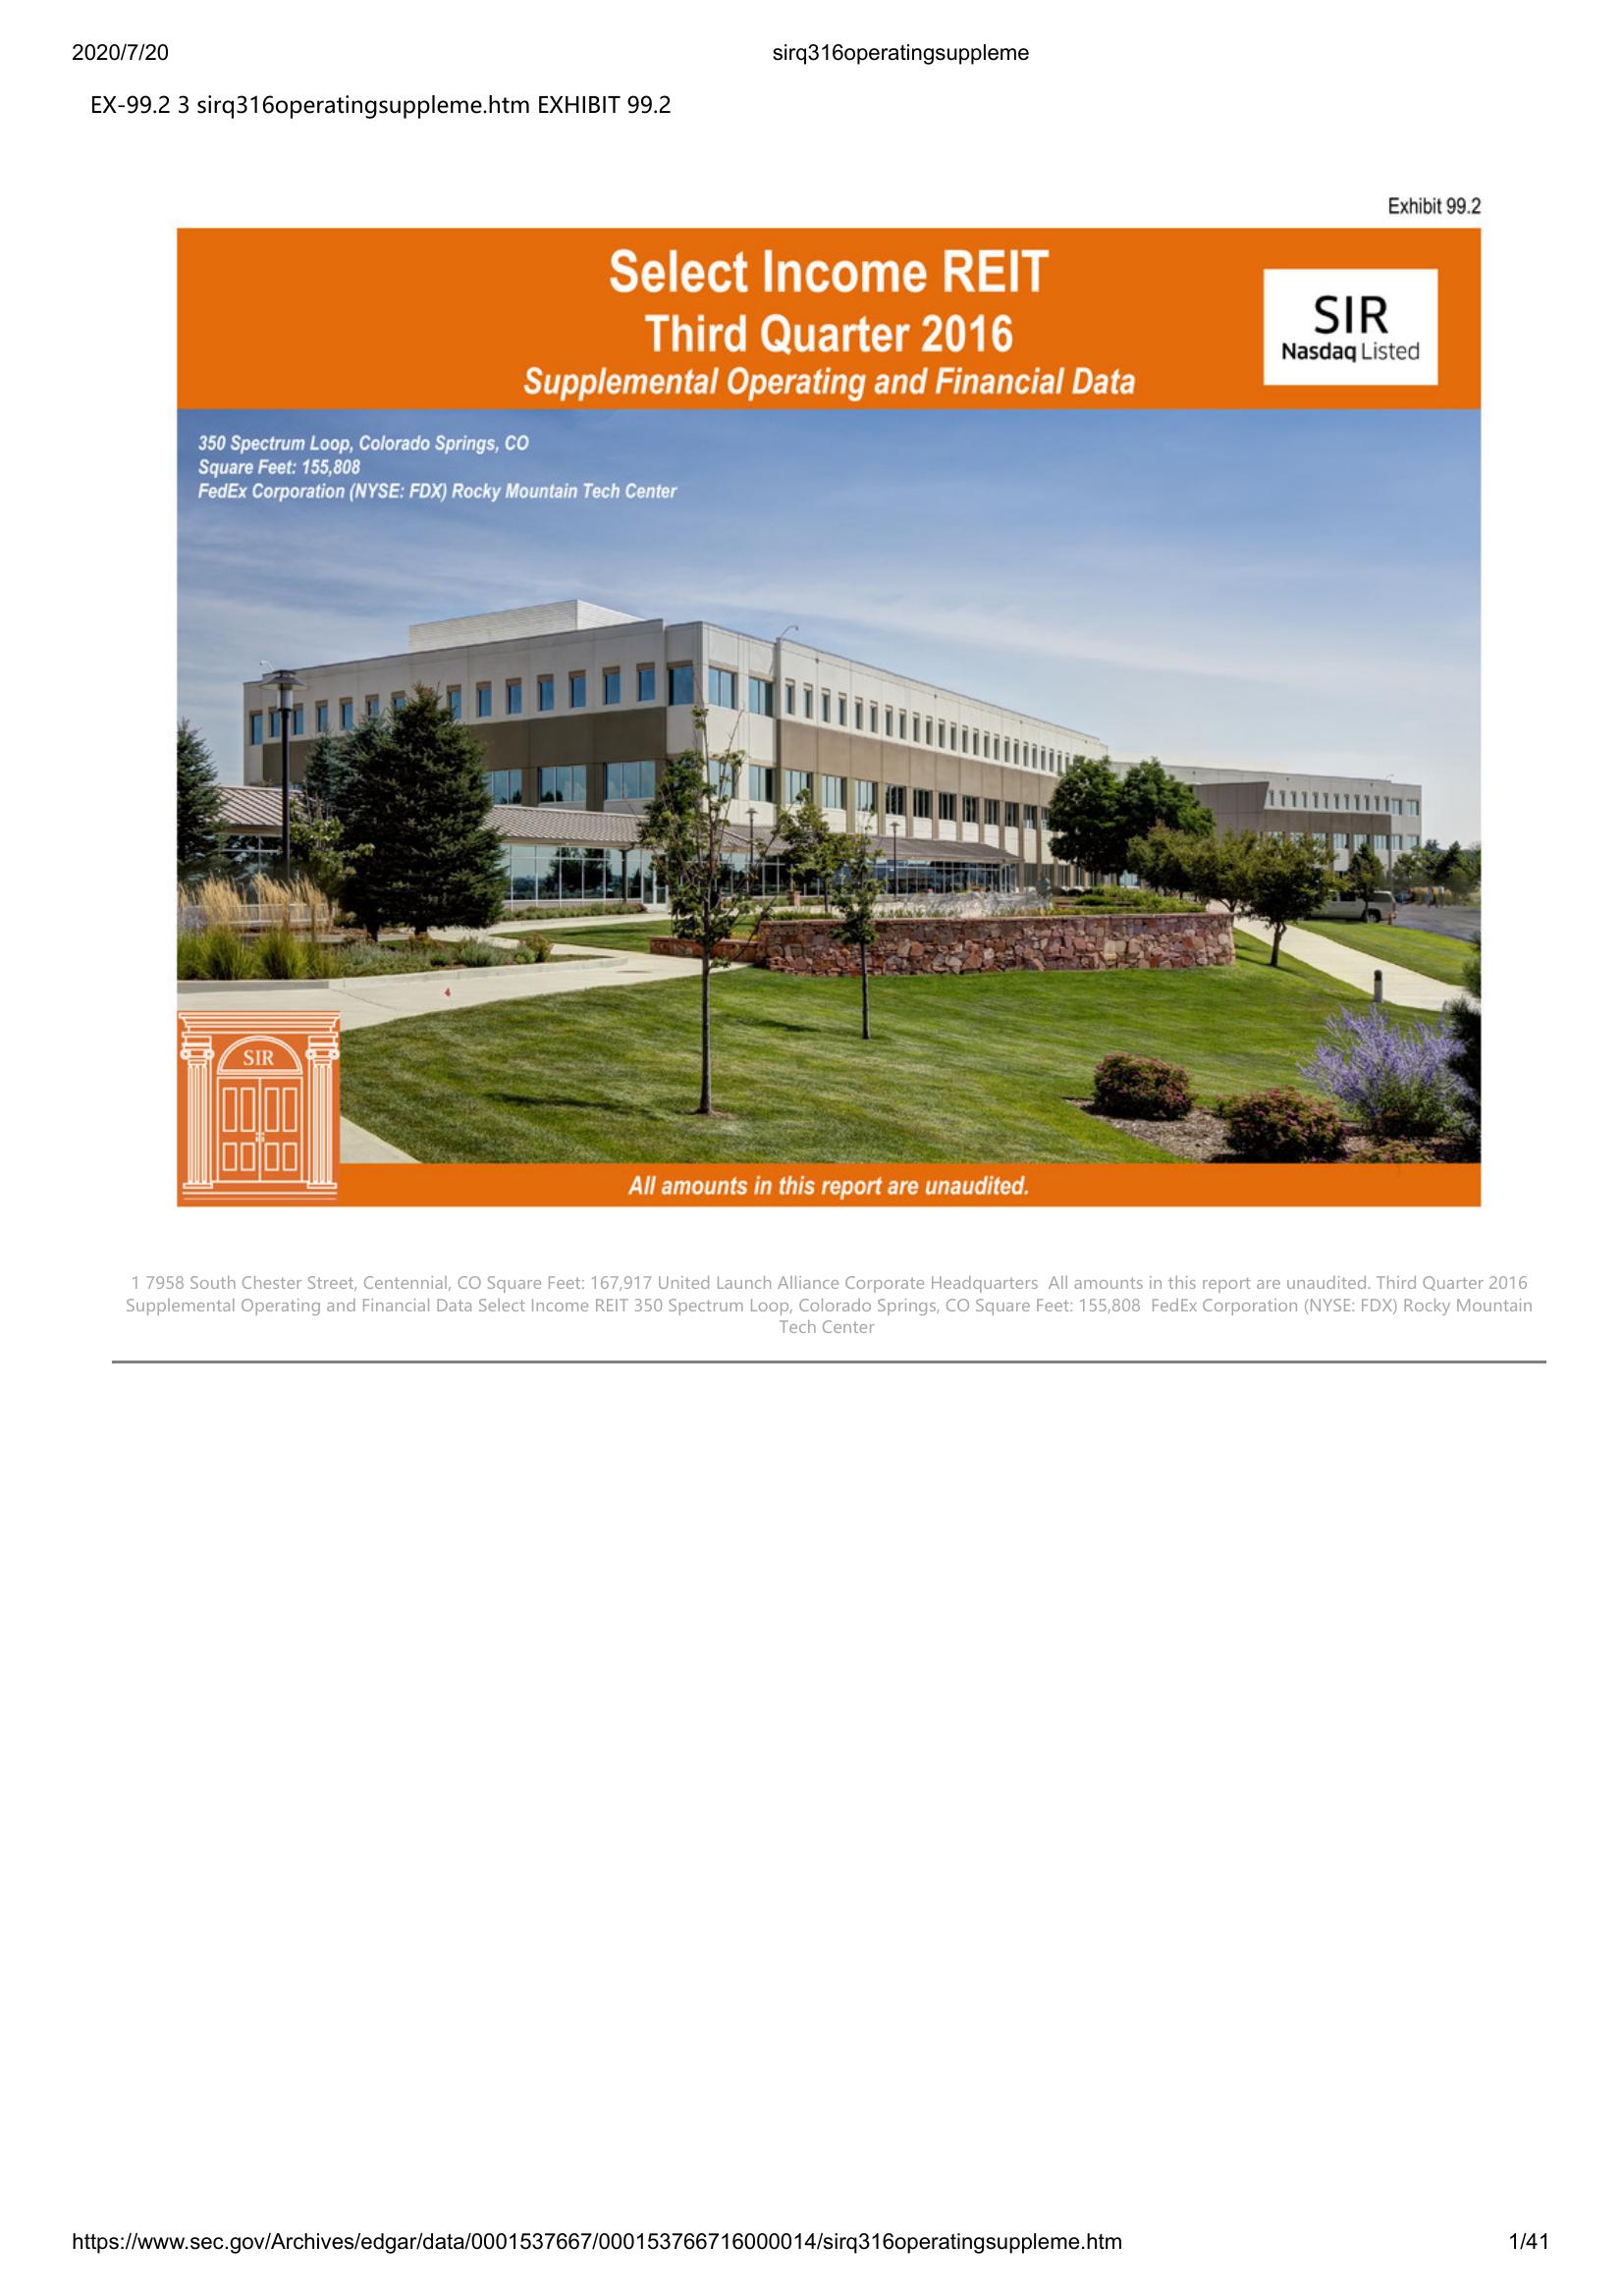 2020/7/20
sirq316operatingsuppleme
EX-99.2 3 sirq316operatingsuppleme.htm EXHIBIT 99.2
Exhibit 99.2
Select Income REIT
Third Quarter 2016
Supplemental Operating and Financial Data
SIR
Nasdaq Listed
350 Spectrum Loop, Colorado Springs, CO
Square Feet: 155,808
FedEx Corporation (NYSE: FDX) Rocky Mountain Tech Center
SIR
All amounts in this report are unaudited.
1 7958 South Chester Street, Centennial, CO Square Feet: 167,917 United Launch Alliance Corporate Headquarters All amounts in this report are unaudited. Third Quarter 2016
Supplemental Operating and Financial Data Select Income REIT 350 Spectrum Loop, Colorado Springs, CO Square Feet: 155,808 FedEx Corporation (NYSE: FDX) Rocky Mountain
Tech Center
https://www.sec.gov/Archives/edgar/data/0001537667/000153766716000014/sirq316operatingsuppleme.htm
1/41